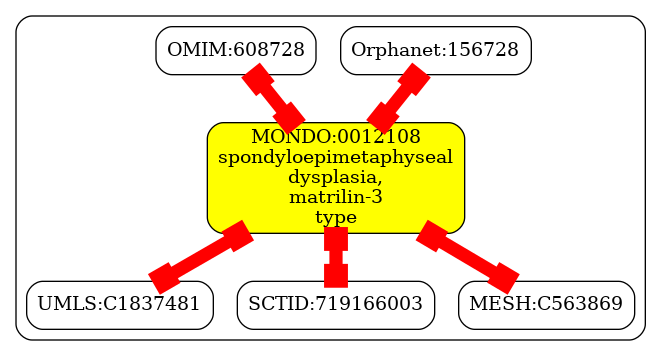 OMIM:608728
Orphanet:156728
MONDO:0012108
spondyloepimetaphyseal
dysplasia,
matrilin-3
type
UMLS:C1837481
SCTID:719166003
MESH:C563869